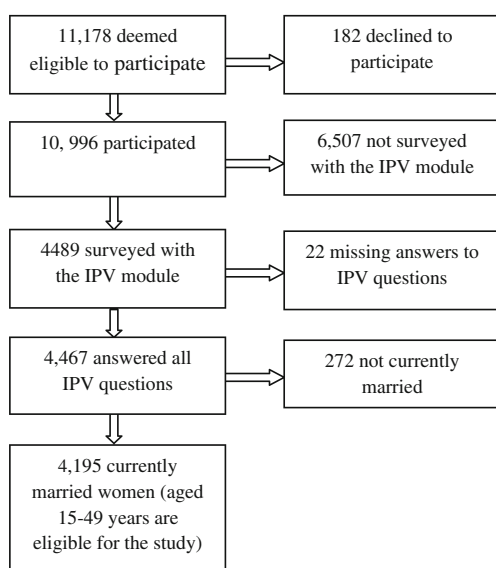 11,178 deemed
eligible to participate
182 declined to
participate
10, 996 participated
6,507 not surveyed
with the IPV module
4489 surveyed with
the IPV module
22 missing answers to
IPV questions
4,467 answered all
IPV questions
272 not currently
married
4,195 currently
married women (aged
15-49 years are
eligible for the study)